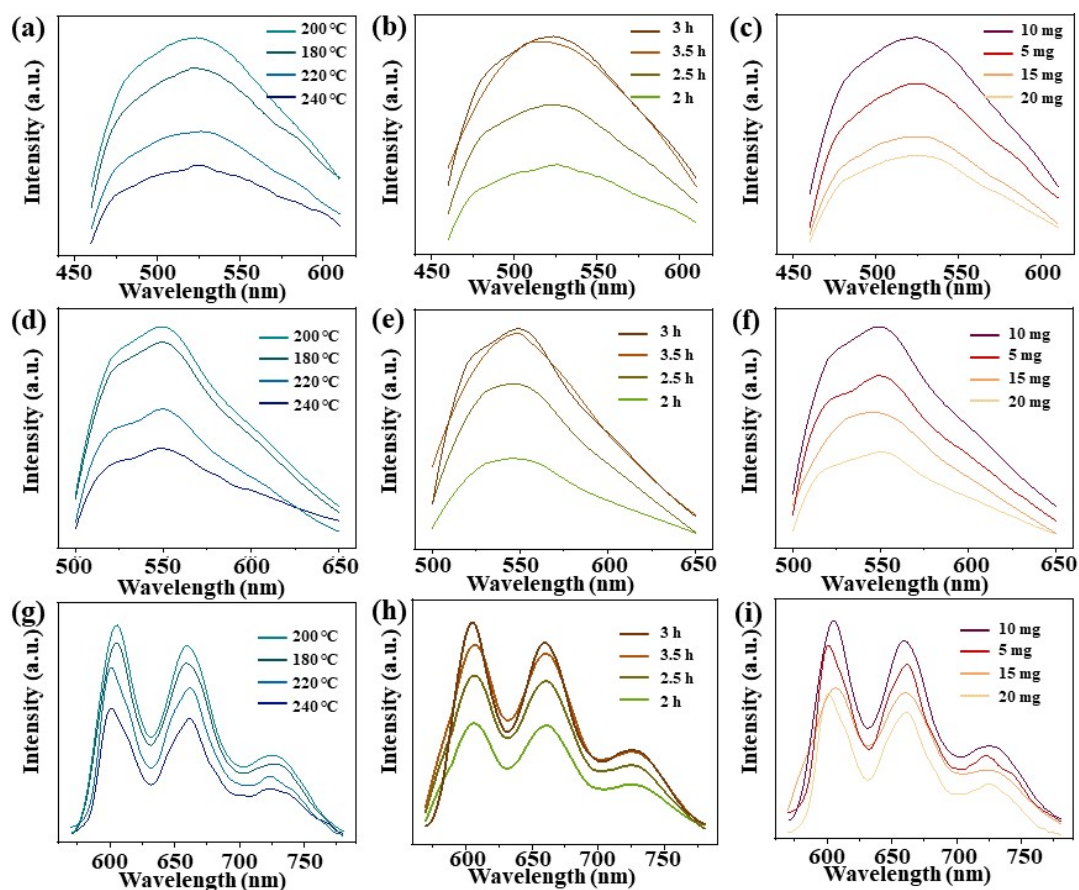 (a)
200 °C
180 °C
220 °C
240 °C
Intensity (a.u.)
450 500 550 600
Wavelength (nm)
(b)
3 h
3.5 h
2.5 h
2 h
Intensity (a.u.)
450 500 550 600
Wavelength (nm)
(c)
10 mg
5 mg
15 mg
20 mg
Intensity (a.u.)
450 500 550 600
Wavelength (nm)
(d)
200 °C
180 °C
220 °C
240 °C
Intensity (a.u.)
500 550 600 650
Wavelength (nm)
(e)
3 h
3.5 h
2.5 h
2 h
Intensity (a.u.)
500 550 600 650
Wavelength (nm)
(f)
10 mg
5 mg
15 mg
20 mg
Intensity (a.u.)
500 550 600 650
Wavelength (nm)
(g)
200 °C
180 °C
220 °C
240 °C
Intensity (a.u.)
600 650 700 750
Wavelength (nm)
(h)
3 h
3.5 h
2.5 h
2 h
Intensity (a.u.)
600 650 700 750
Wavelength (nm)
(i)
10 mg
5 mg
15 mg
20 mg
Intensity (a.u.)
600 650 700 750
Wavelength (nm)